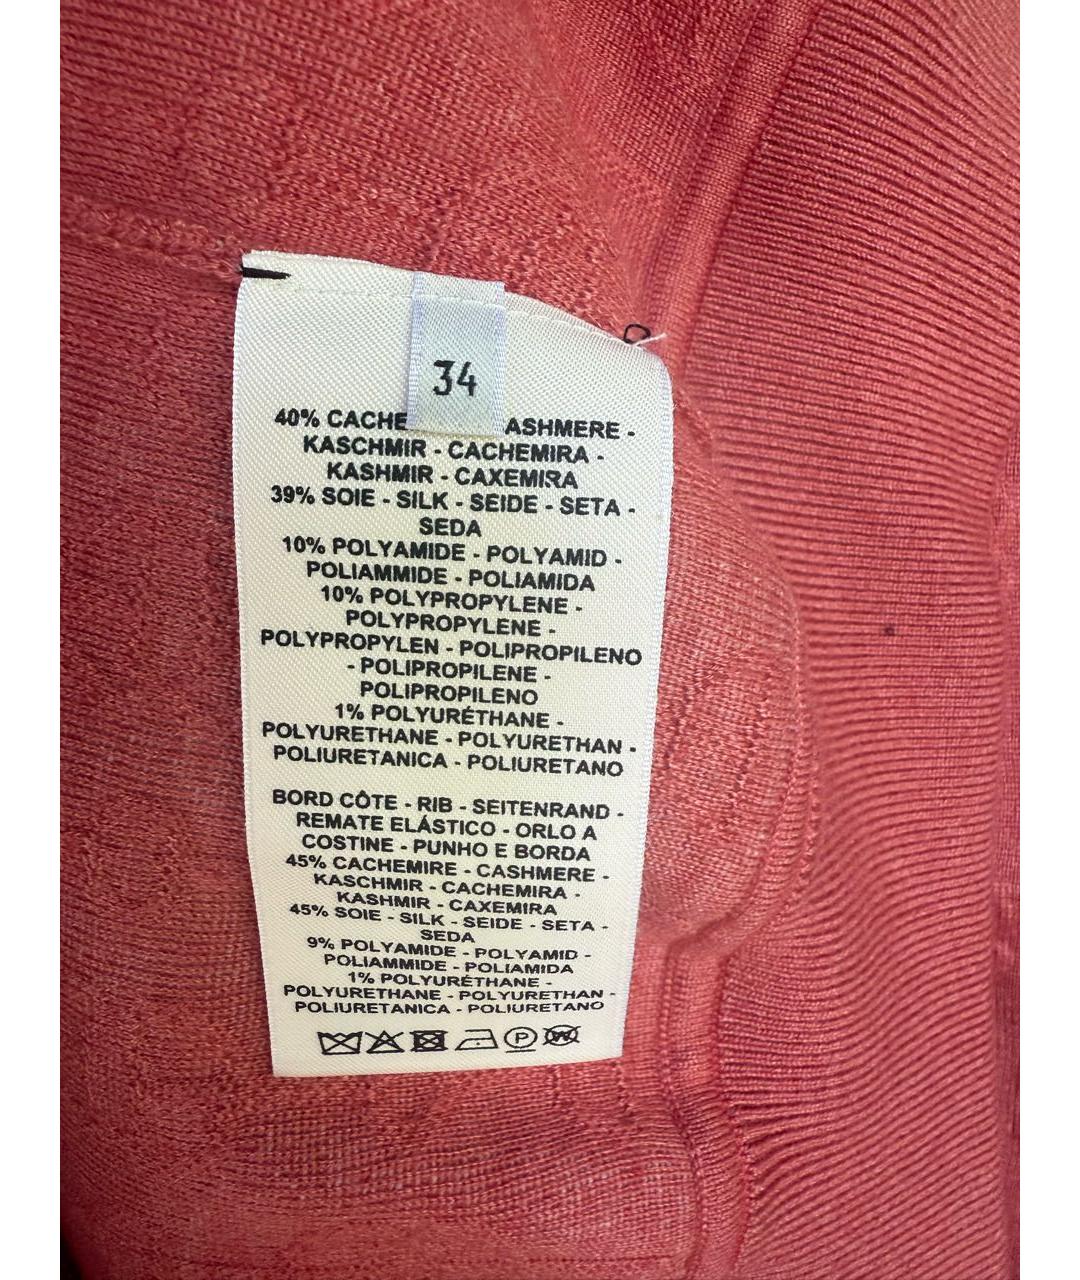 34
40% CACHE ASHMERE -
KASCHMIR - CACHEMIRA -
KASHMIR - CAXEMIRA
39% SOIE - SILK - SEIDE - SETA -
SEDA
10% POLYAMIDE - POLYAMID -
POLIAMMIDE - POLIAMIDA
10% POLYPROPYLENE -
POLYPROPYLENE -
POLYPROPYLEN - POLIPROPILENO
- POLIPROPILENE -
POLIPROPILENO
1% POLYURÉTHANE -
POLYURETHANE - POLYURETHAN -
POLIURETANICA - POLIURETANO
BORD CÔTE - RIB - SEITENRAND -
REMATE ELÁSTICO - ORLO A
COSTINE - PUNHO E BORDA
45% CACHEMIRE - CASHMERE -
KASCHMIR - CACHEMIRA -
KASHMIR - CAXEMIRA
45% SOIE - SILK - SEIDE - SETA -
SEDA
9% POLYAMIDE - POLYAMID -
POLIAMMIDE - POLIAMIDA
1% POLYURÉTHANE -
POLYURETHANE - POLYURETHAN -
POLIURETANICA - POLIURETANO
P W